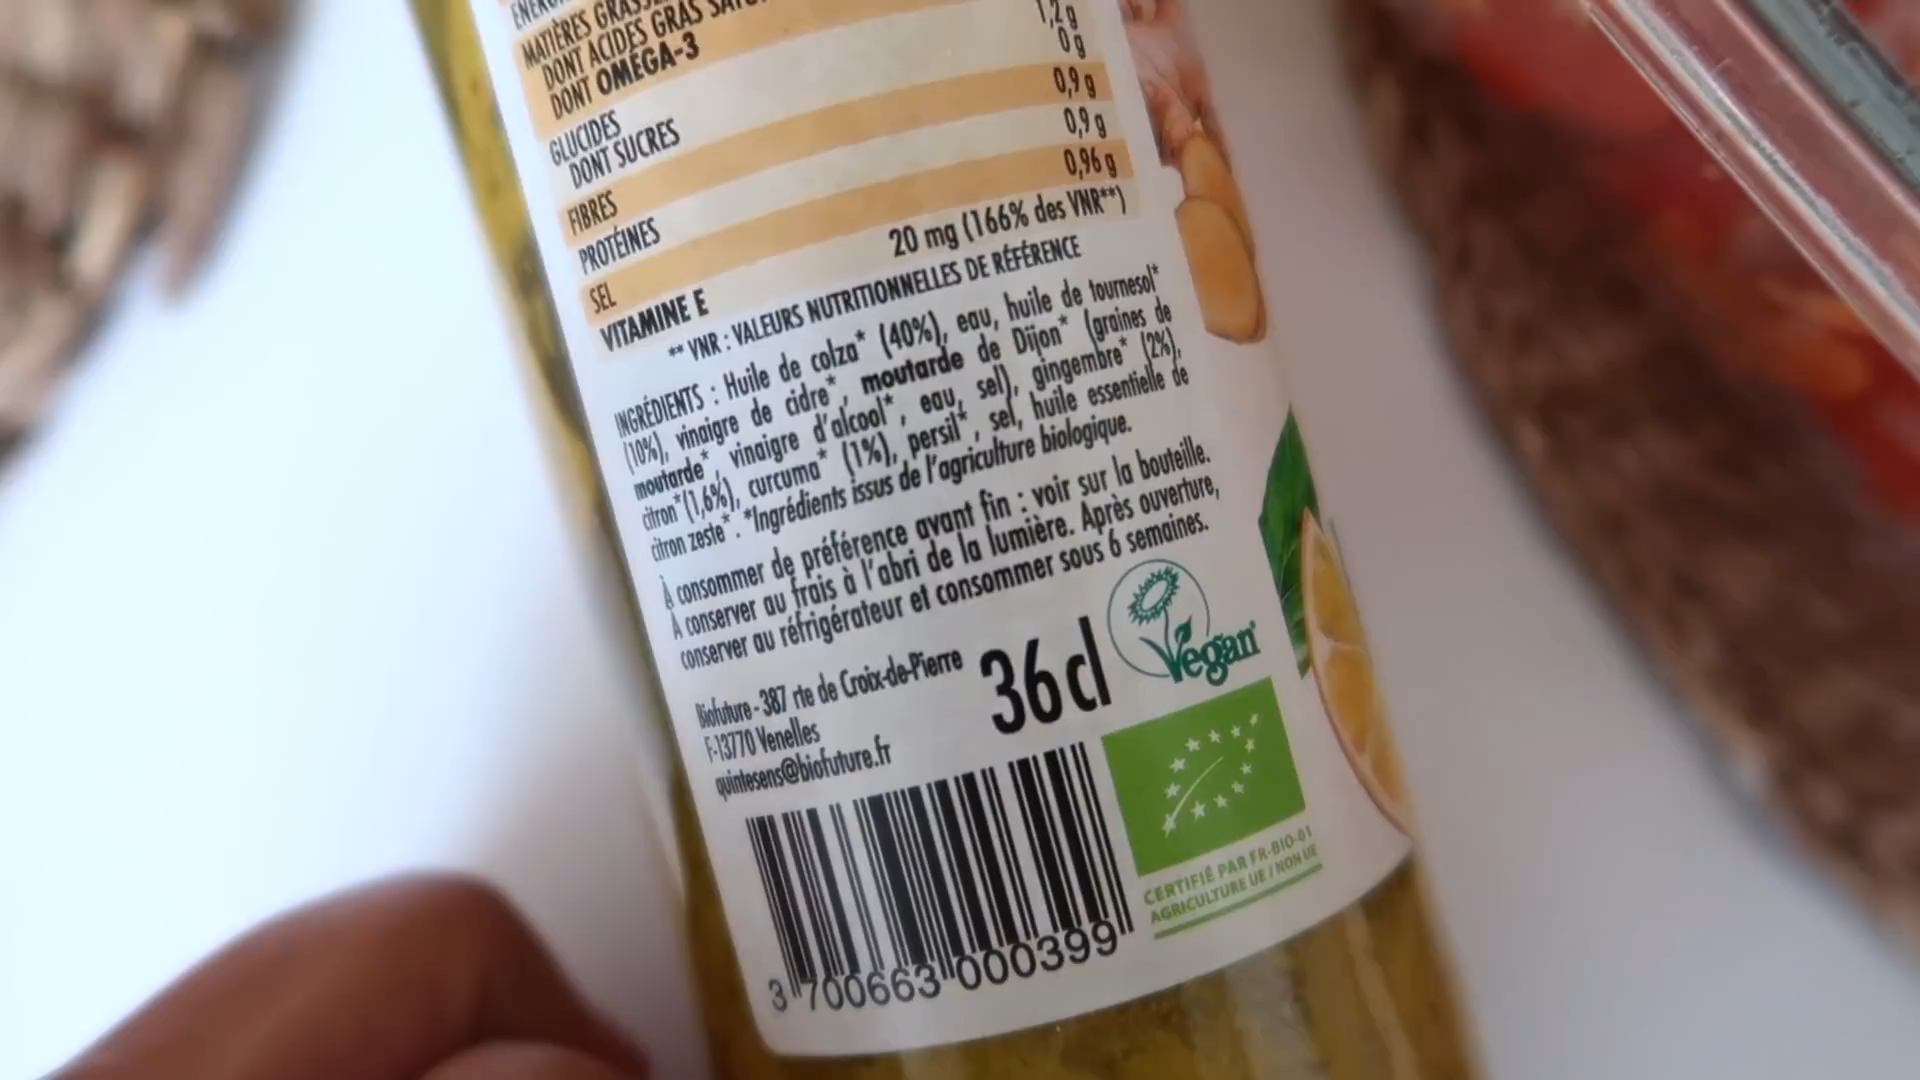 MATIÈRES
DONT ACIDES GRAS
DONT OMÉGA-3
1,2 g
GLUCIDES 0 g
DONT SUCRES 0,9 g
FIBRES 0,9 g
PROTÉINES 0,96 g
SEL
VITAMINE E 20 mg (166% des VNR**)
** VNR : VALEURS NUTRITIONNELLES DE RÉFÉRENCE
INGRÉDIENTS : Huile de colza* (40%), eau, huile de tournesol*
(10%), vinaigre de cidre*, moutarde de Dijon* (graines de
moutarde*, vinaigre d'alcool*, eau, sel), gingembre* (2%),
citron*(1,6%), curcuma* (1%), persil*, sel, huile essentielle de
citron zeste*. *Ingrédients issus de l'agriculture biologique.
À consommer de préférence avant fin : voir sur la bouteille.
À conserver au frais à l'abri de la lumière. Après ouverture,
conserver au réfrigérateur et consommer sous 6 semaines.
Biofuture - 387 rte de Croix-de-Pierre
F-13770 Venelles
quintesens@biofuture.fr
36 cl
Vegan
CERTIFIÉ PAR FR-BIO-01
AGRICULTURE UE / NON UE
3 700663 000399